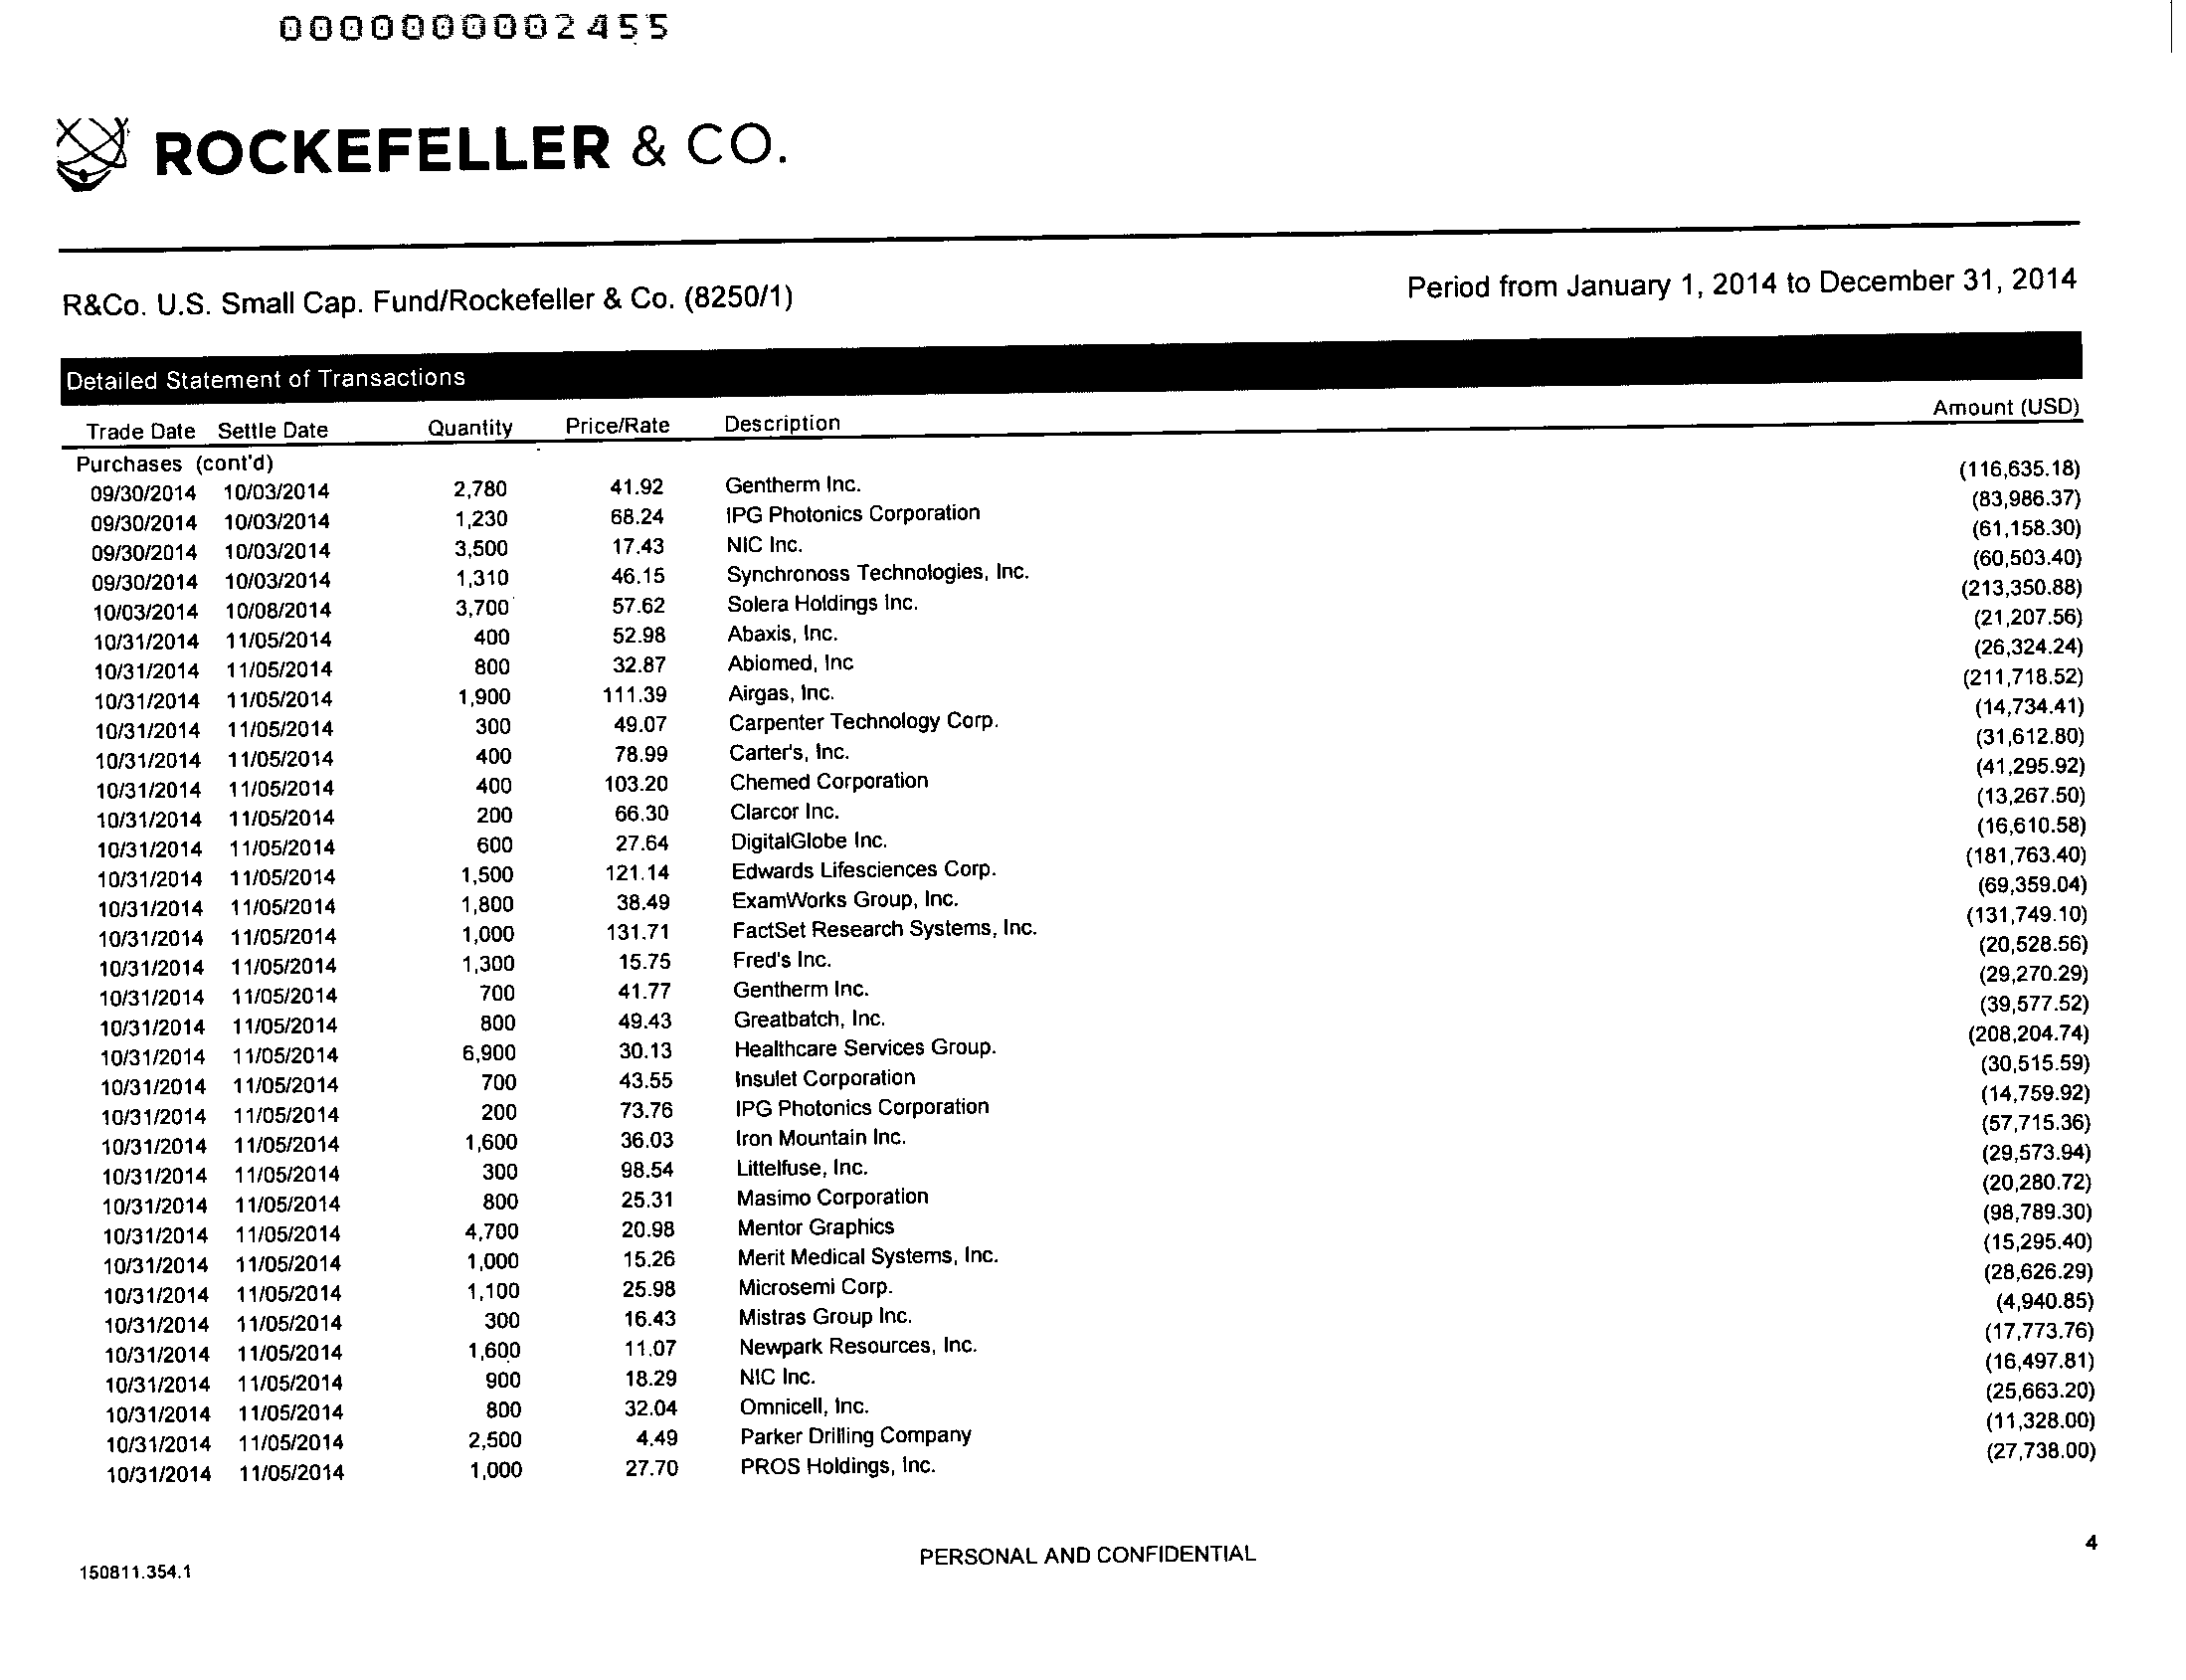 0000000002455
ROCKEFELLER & CO.
R&Co. U.S. Small Cap. Fund/Rockefeller & Co. (8250/1) Period from January 1, 2014 to December 31, 2014
Detailed Statement of Transactions
Trade Date Settle Date Quantity Price/Rate Description Amount (USD)
Purchases (cont'd)
09/30/2014 10/03/2014 2,780 41.92 Gentherm Inc. (116,635.18)
09/30/2014 10/03/2014 1,230 68.24 IPG Photonics Corporation (83,986.37)
09/30/2014 10/03/2014 3,500 17.43 NIC Inc. (61,158.30)
09/30/2014 10/03/2014 1,310 46.15 Synchronoss Technologies, Inc. (60,503.40)
10/03/2014 10/08/2014 3,700 57.62 Solera Holdings Inc. (213,350.88)
10/31/2014 11/05/2014 400 52.98 Abaxis, Inc. (21,207.56)
10/31/2014 11/05/2014 800 32.87 Abiomed, Inc (26,324.24)
10/31/2014 11/05/2014 1,900 111.39 Airgas, Inc. (211,718.52)
10/31/2014 11/05/2014 300 49.07 Carpenter Technology Corp. (14,734.41)
10/31/2014 11/05/2014 400 78.99 Carter's, Inc. (31,612.80)
10/31/2014 11/05/2014 400 103.20 Chemed Corporation (41,295.92)
10/31/2014 11/05/2014 200 66.30 Clarcor Inc. (13,267.50)
10/31/2014 11/05/2014 600 27.64 DigitalGlobe Inc. (16,610.58)
10/31/2014 11/05/2014 1,500 121.14 Edwards Lifesciences Corp. (181,763.40)
10/31/2014 11/05/2014 1,800 38.49 ExamWorks Group, Inc. (69,359.04)
10/31/2014 11/05/2014 1,000 131.71 FactSet Research Systems, Inc. (131,749.10)
10/31/2014 11/05/2014 1,300 15.75 Fred's Inc. (20,528.56)
10/31/2014 11/05/2014 700 41.77 Gentherm Inc. (29,270.29)
10/31/2014 11/05/2014 800 49.43 Greatbatch, Inc. (39,577.52)
10/31/2014 11/05/2014 6,900 30.13 Healthcare Services Group. (208,204.74)
10/31/2014 11/05/2014 700 43.55 Insulet Corporation (30,515.59)
10/31/2014 11/05/2014 200 73.76 IPG Photonics Corporation (14,759.92)
10/31/2014 11/05/2014 1,600 36.03 Iron Mountain Inc. (57,715.36)
10/31/2014 11/05/2014 300 98.54 Littelfuse, Inc. (29,573.94)
10/31/2014 11/05/2014 800 25.31 Masimo Corporation (20,280.72)
10/31/2014 11/05/2014 4,700 20.98 Mentor Graphics (98,789.30)
10/31/2014 11/05/2014 1,000 15.26 Merit Medical Systems, Inc. (15,295.40)
10/31/2014 11/05/2014 1,100 25.98 Microsemi Corp. (28,626.29)
10/31/2014 11/05/2014 300 16.43 Mistras Group Inc. (4,940.85)
10/31/2014 11/05/2014 1,600 11.07 Newpark Resources, Inc. (17,773.76)
10/31/2014 11/05/2014 900 18.29 NIC Inc. (16,497.81)
10/31/2014 11/05/2014 800 32.04 Omnicell, Inc. (25,663.20)
10/31/2014 11/05/2014 2,500 4.49 Parker Drilling Company (11,328.00)
10/31/2014 11/05/2014 1,000 27.70 PROS Holdings, Inc. (27,738.00)
150811.354.1 PERSONAL AND CONFIDENTIAL 4